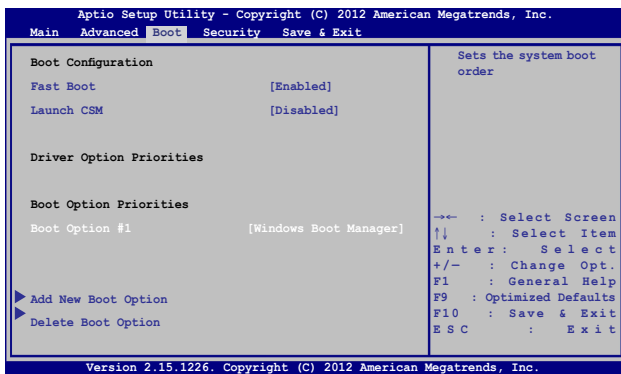 Aptio Setup Utility - Copyright (C) 2012 American Megatrends, Inc.
Main Advanced Boot Security Save & Exit
Boot Configuration
Fast Boot [Enabled]
Launch CSM [Disabled]
Driver Option Priorities
Boot Option Priorities
Boot Option #1 [Windows Boot Manager]
Add New Boot Option
Delete Boot Option
Sets the system boot
order
→← : Select Screen
↑↓ : Select Item
Enter: Select
+/— : Change Opt.
F1 : General Help
F9 : Optimized Defaults
F10 : Save & Exit
ESC : Exit
Version 2.15.1226. Copyright (C) 2012 American Megatrends, Inc.